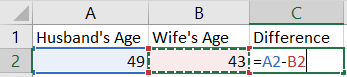 A B C
1 Husband's Age Wife's Age Difference
2 49 43 =A2-B2